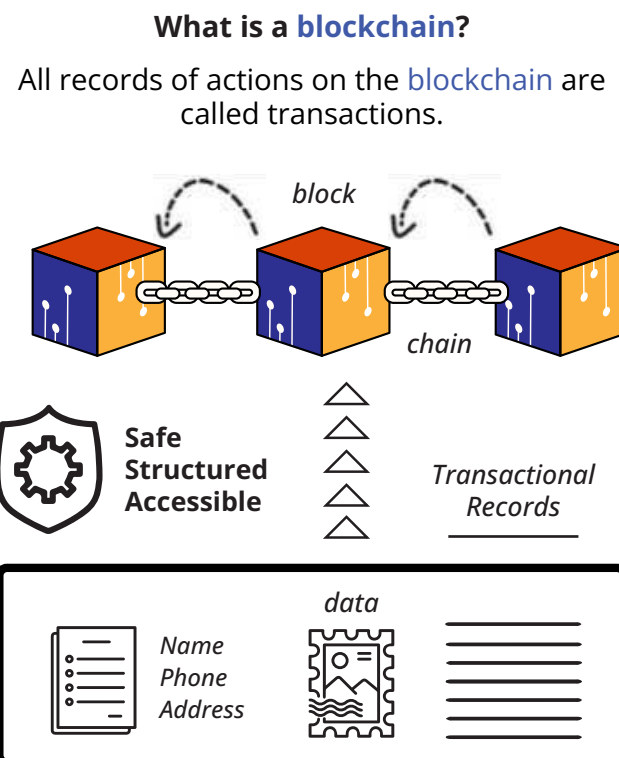 What is a blockchain?
All records of actions on the blockchain are
called transactions.
block
chain
Safe
Structured
Accessible
Transactional
Records
data
Name
Phone
Address